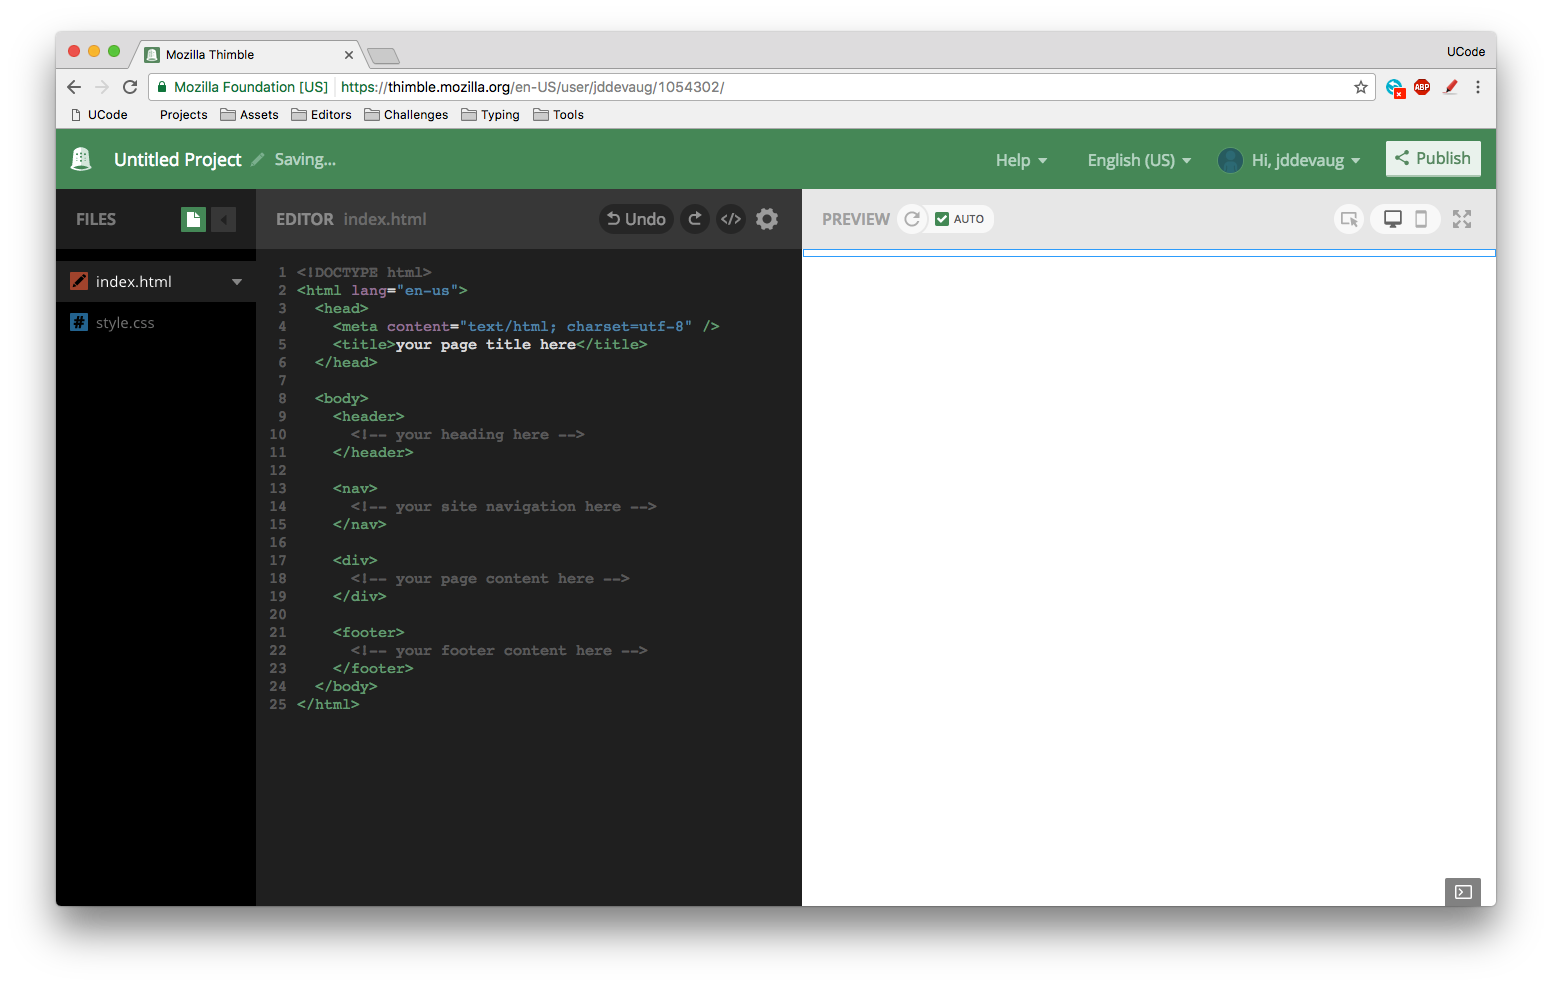 Mozilla Thimble
UCode
Mozilla Foundation [US] https://thimble.mozilla.org/en-US/user/jddevaug/1054302/
ABP
UCode Projects Assets Editors Challenges Typing Tools
Untitled Project Saving... Help English (US) Hi, jddevaug Publish
FILES EDITOR index.html Undo </> PREVIEW AUTO
index.html
# style.css
1 <!DOCTYPE html>
2 <html lang="en-us">
3 <head>
4 <meta content="text/html; charset=utf-8" />
5 <title>your page title here</title>
6 </head>
7
8 <body>
9 <header>
10 <!-- your heading here -->
11 </header>
12
13 <nav>
14 <!-- your site navigation here -->
15 </nav>
16
17 <div>
18 <!-- your page content here -->
19 </div>
20
21 <footer>
22 <!-- your footer content here -->
23 </footer>
24 </body>
25 </html>